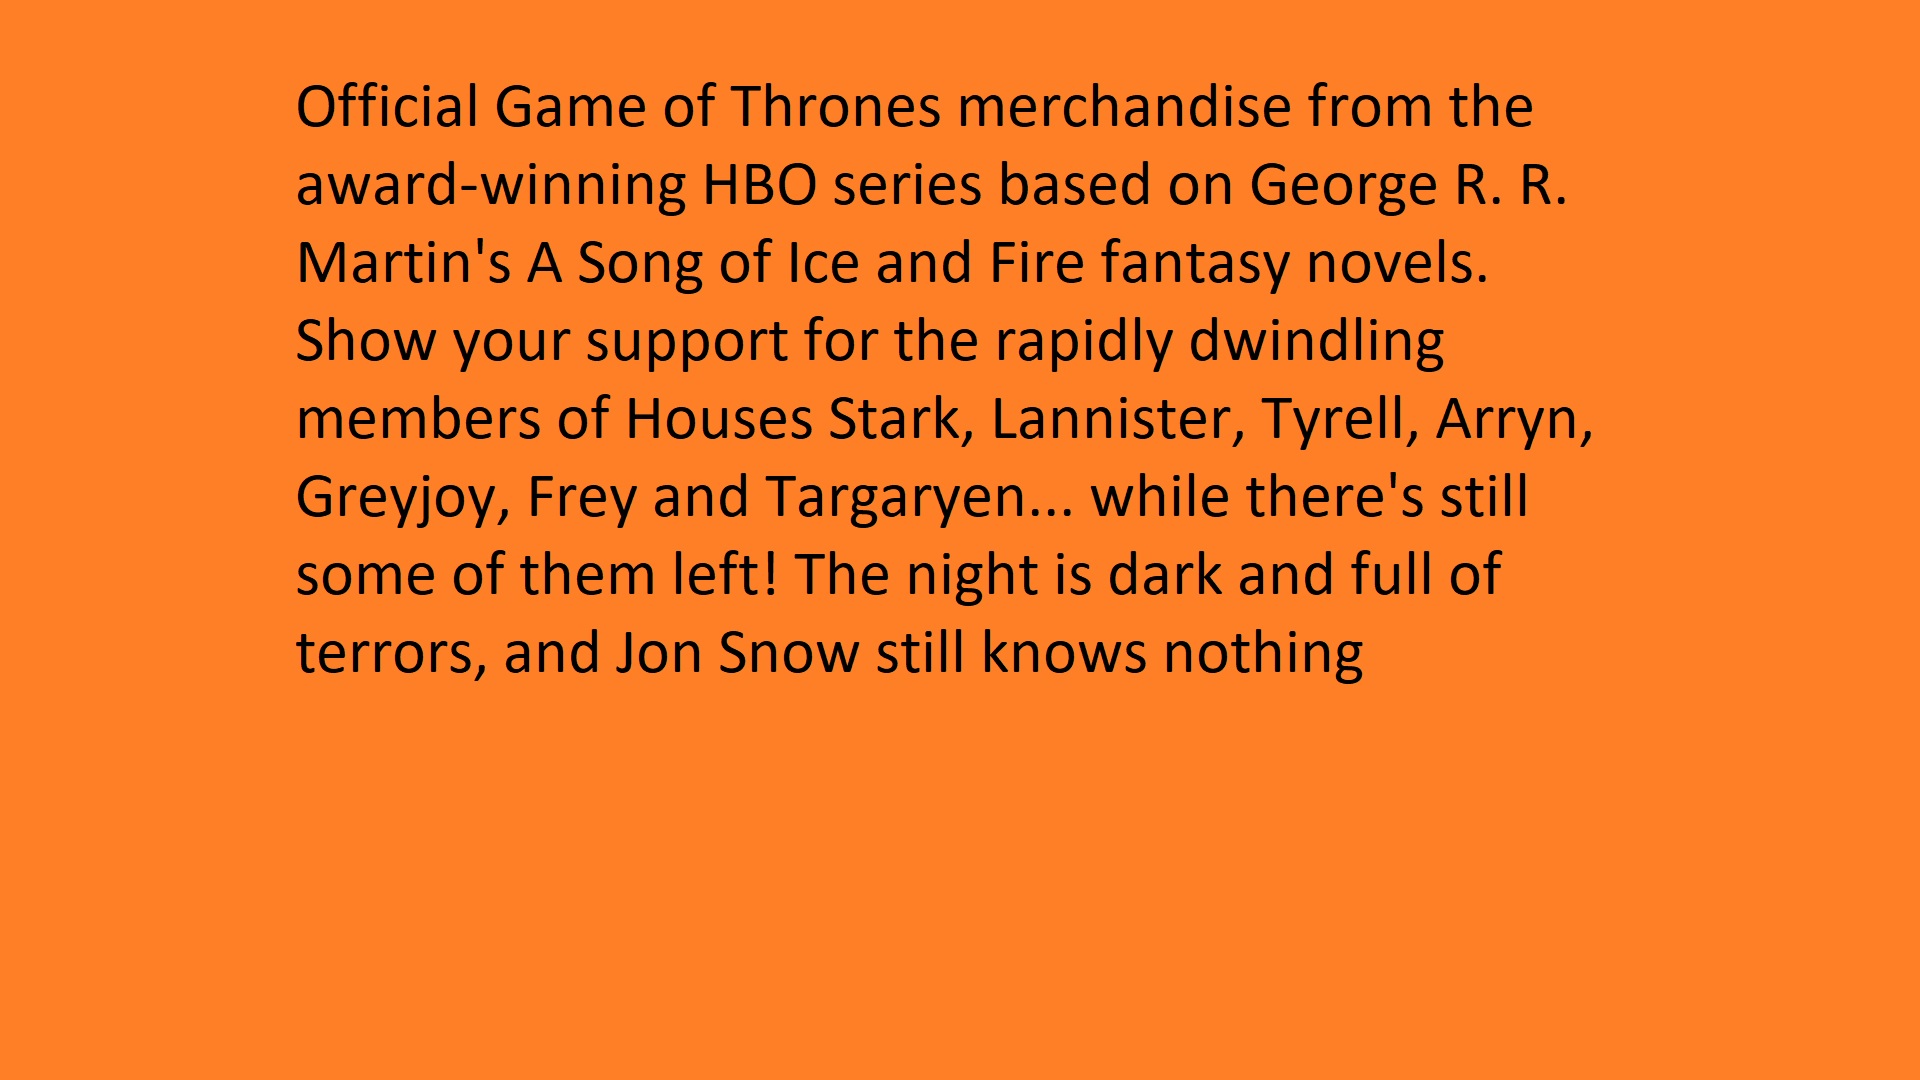 Official Game of Thrones merchandise from the
award-winning HBO series based on George R. R.
Martin's A Song of Ice and Fire fantasy novels.
Show your support for the rapidly dwindling
members of Houses Stark, Lannister, Tyrell, Arryn,
Greyjoy, Frey and Targaryen... while there's still
some of them left! The night is dark and full of
terrors, and Jon Snow still knows nothing